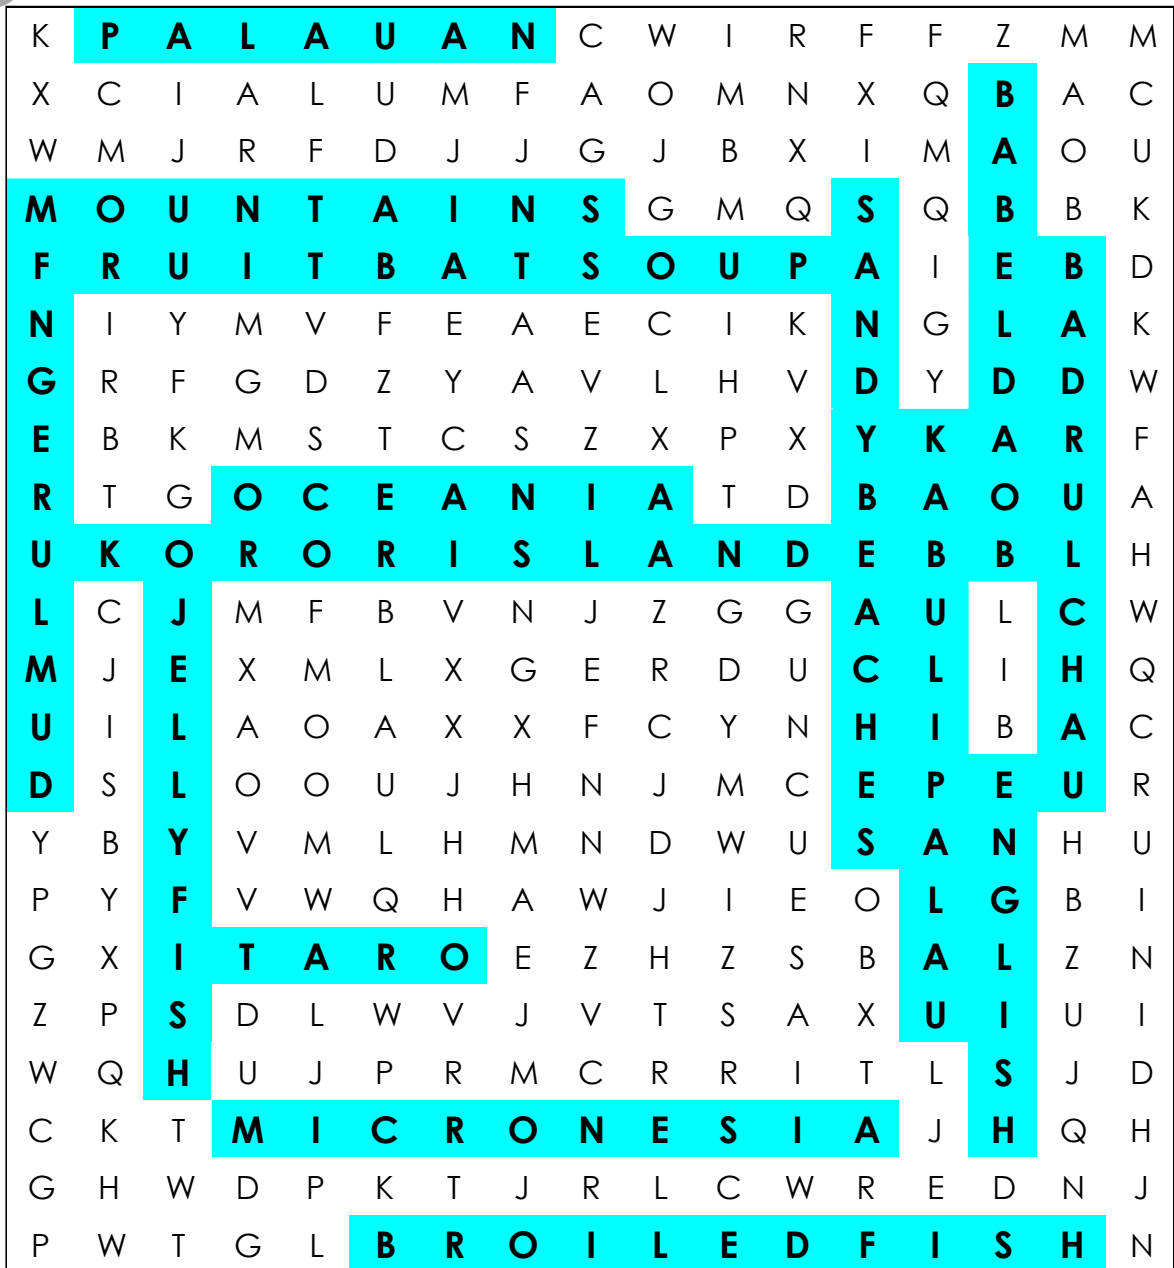 K P A L A U A N C W I R F F Z M M
X C I A L U M F A O M N X Q B A C
W M J R F D J J G J B X I M A O U
M O U N T A I N S G M Q S Q B B K
F R U I T B A T S O U P A I E B D
N I Y M V F E A E C I K N G L A K
G R F G D Z Y A V L H V D Y D D W
E B K M S T C S Z X P X Y K A R F
R T G O C E A N I A T D B A O U A
U K O R O R I S L A N D E B B L H
L C J M F B V N J Z G G A U L C W
M J E X M L X G E R D U C L I H Q
U I L A O A X X F C Y N H I B A C
D S L O O U J H N J M C E P E U R
Y B Y V M L H M N D W U S A N H U
P Y F V W Q H A W J I E O L G B I
G X I T A R O E Z H Z S B A L Z N
Z P S D L W V J V T S A X U I U I
W Q H U J P R M C R R I T L S J D
C K T M I C R O N E S I A J H Q H
G H W D P K T J R L C W R E D N J
P W T G L B R O I L E D F I S H N